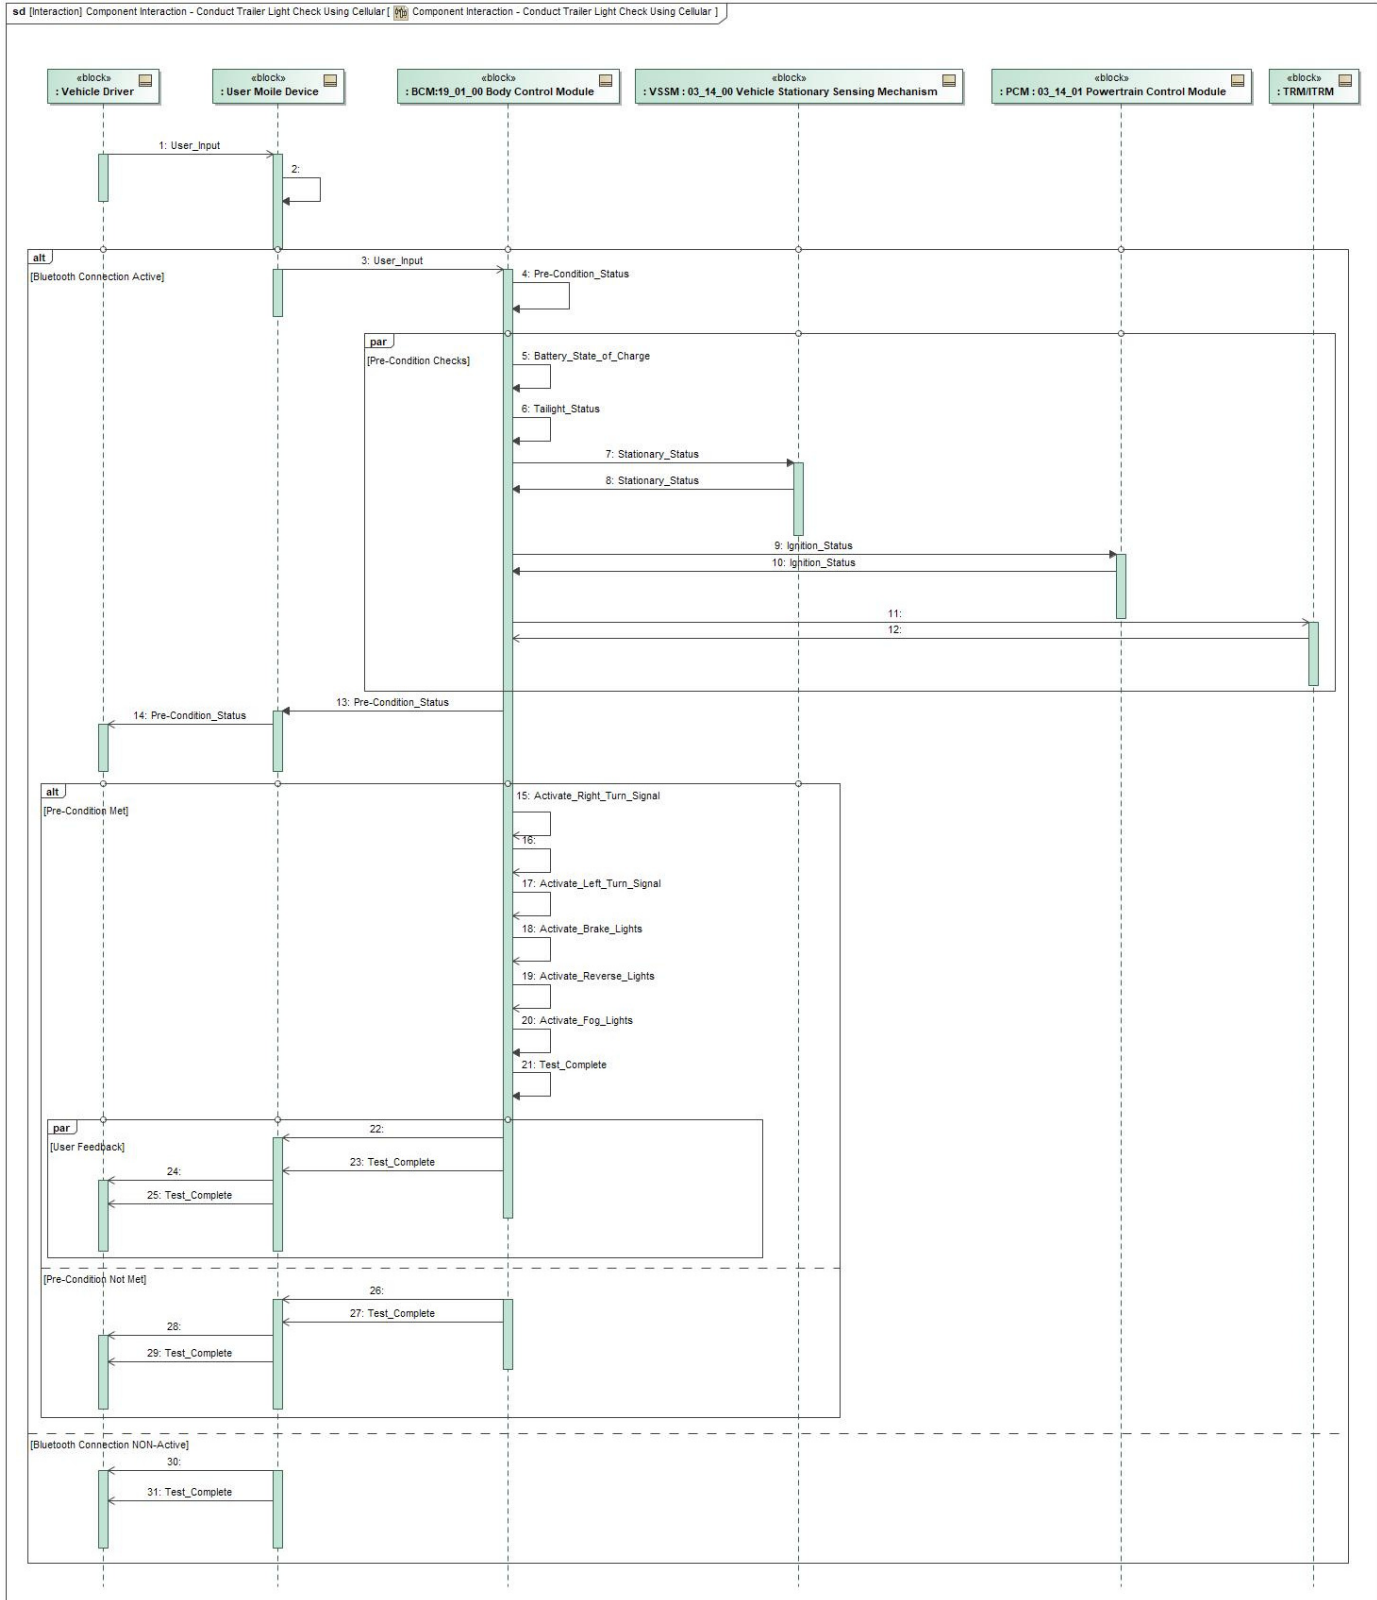 sd [Interaction] Component Interaction - Conduct Trailer Light Check Using Cellular [ Component Interaction - Conduct Trailer Light Check Using Cellular ]
«block»
: Vehicle Driver
«block»
: User Moile Device
«block»
: BCM:19_01_00 Body Control Module
«block»
: VSSM : 03_14_00 Vehicle Stationary Sensing Mechanism
«block»
: PCM : 03_14_01 Powertrain Control Module
«block»
: TRM/ITRM
1: User_Input
2:
alt
[Bluetooth Connection Active]
3: User_Input
4: Pre-Condition_Status
par
[Pre-Condition Checks]
5: Battery_State_of_Charge
6: Tailight_Status
7: Stationary_Status
8: Stationary_Status
9: Ignition_Status
10: Ignition_Status
11:
12:
13: Pre-Condition_Status
14: Pre-Condition_Status
alt
[Pre-Condition Met]
15: Activate_Right_Turn_Signal
16:
17: Activate_Left_Turn_Signal
18: Activate_Brake_Lights
19: Activate_Reverse_Lights
20: Activate_Fog_Lights
21: Test_Complete
par
[User Feedback]
22:
23: Test_Complete
24:
25: Test_Complete
[Pre-Condition Not Met]
26:
27: Test_Complete
28:
29: Test_Complete
[Bluetooth Connection NON-Active]
30:
31: Test_Complete